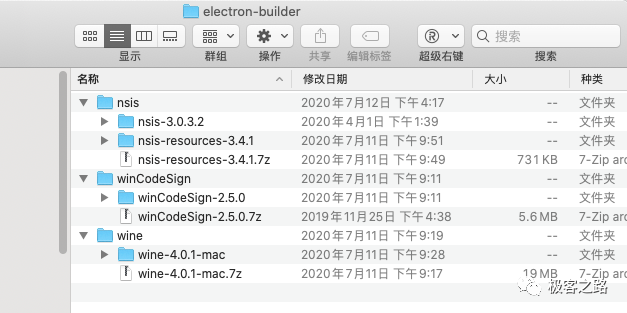 electron-builder
显示
群组
操作
共享
编辑标签
超级右键
搜索
搜索
名称 修改日期 大小 种类
nsis 2020年7月12日 下午4:17 -- 文件夹
nsis-3.0.3.2 2020年4月1日 下午1:39 -- 文件夹
nsis-resources-3.4.1 2020年7月11日 下午9:51 -- 文件夹
nsis-resources-3.4.1.7z 2020年7月11日 下午9:49 731 KB 7-Zip arc
winCodeSign 2020年7月11日 下午9:11 -- 文件夹
winCodeSign-2.5.0 2020年7月11日 下午9:11 -- 文件夹
winCodeSign-2.5.0.7z 2019年11月25日 下午4:38 5.6 MB 7-Zip arc
wine 2020年7月11日 下午9:19 -- 文件夹
wine-4.0.1-mac 2020年7月11日 下午9:28 -- 文件夹
wine-4.0.1-mac.7z 2020年7月11日 下午9:17 19 MB 7-Zip arc
极客之路